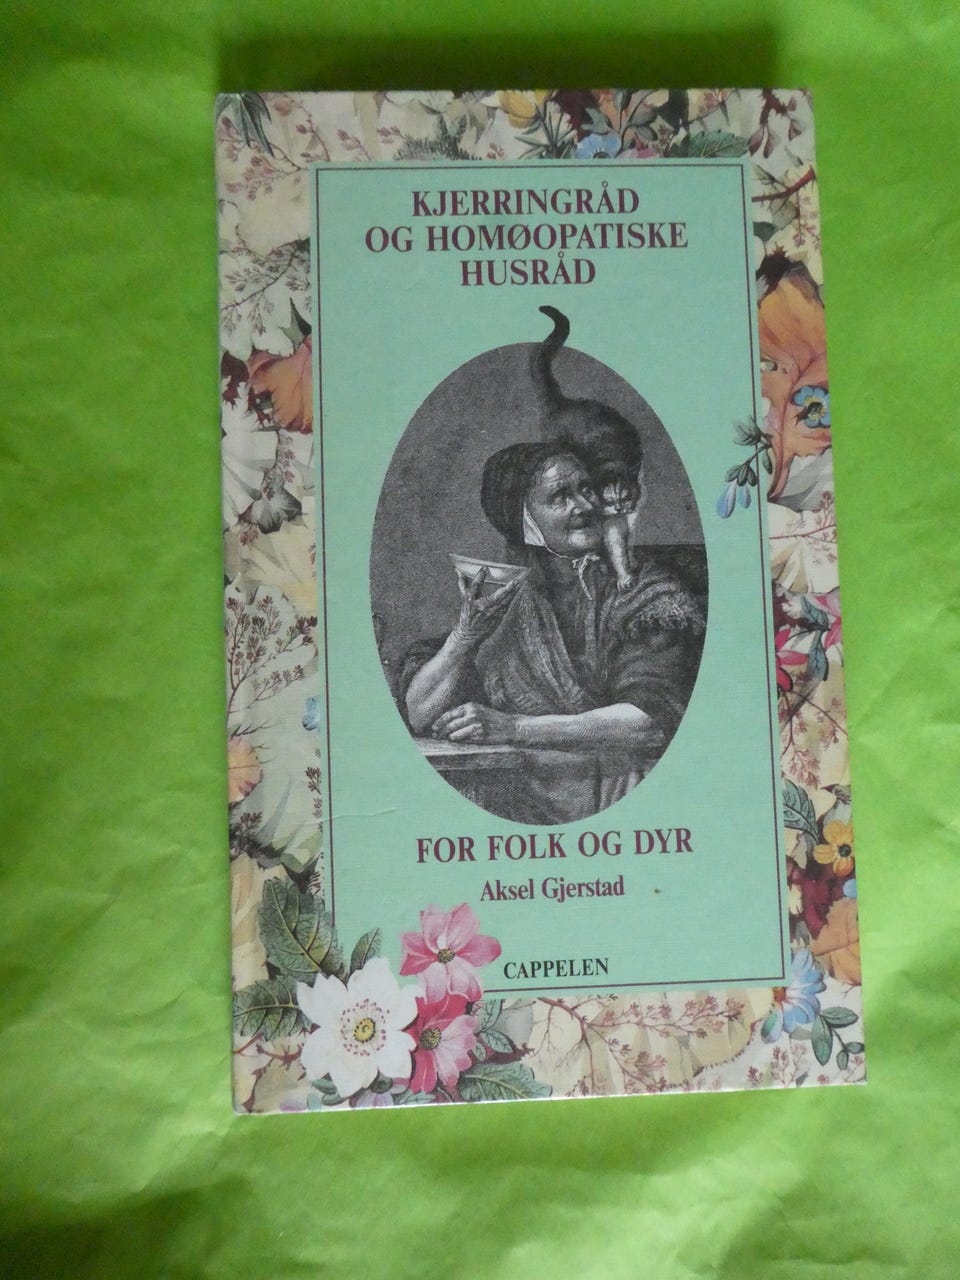 KJERRINGRÅD
OG HOMØOPATISKE
HUSRÅD
FOR FOLK OG DYR
Aksel Gjerstad
CAPPELEN